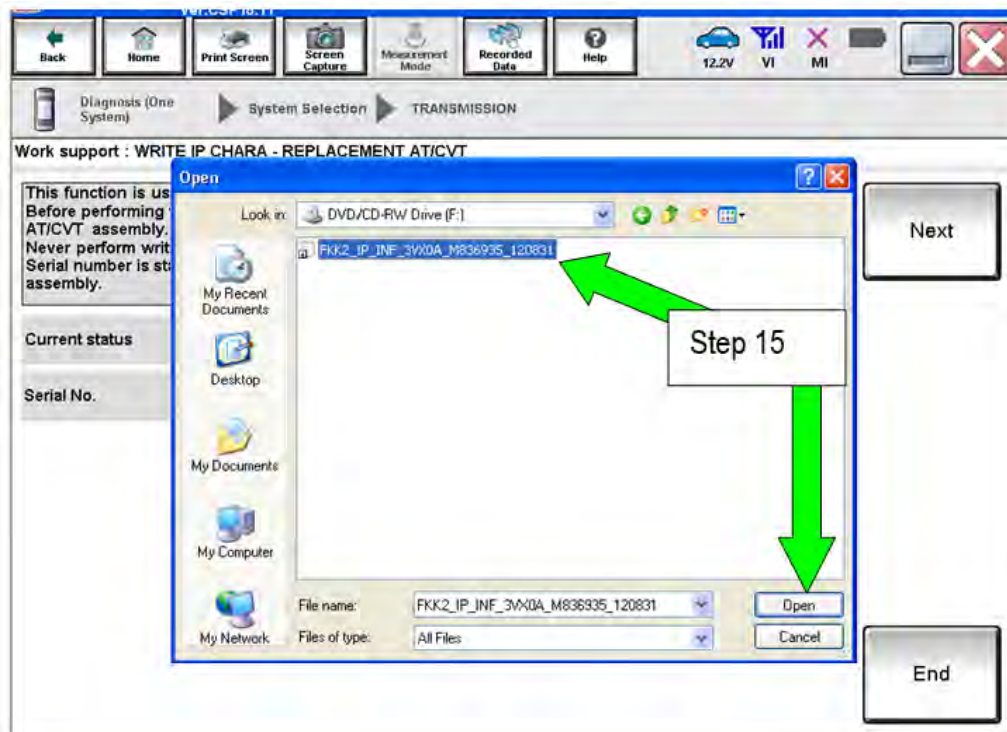 Back
Home
Print Screen
Screen
Capture
Measurement
Mode
Recorded
Data
Help
12.2V
VI
MI
Diagnosis (One
System)
System Selection
TRANSMISSION
Work support : WRITE IP CHARA - REPLACEMENT AT/CVT
This function is us
Before performing
AT/CVT assembly.
Never perform writ
Serial number is st
assembly.
Current status
Serial No.
Open
Look in:
DVD/CD-RW Drive (F:)
FKK2_IP_INF_3VX0A_M836935_120831
My Recent
Documents
Desktop
My Documents
My Computer
My Network
File name:
FKK2_IP_INF_3VX0A_M836935_120831
Open
Files of type:
All Files
Cancel
Step 15
Next
End